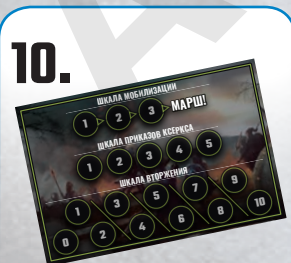 10.
ШКАЛА МОБИЛИЗАЦИИ
1 2 3 МАРШ!
ШКАЛА ПРИКАЗОВ КСЕРКСА
1 2 3 4 5
ШКАЛА ВТОРЖЕНИЯ
1 3 5 7 9
0 2 4 6 8 10